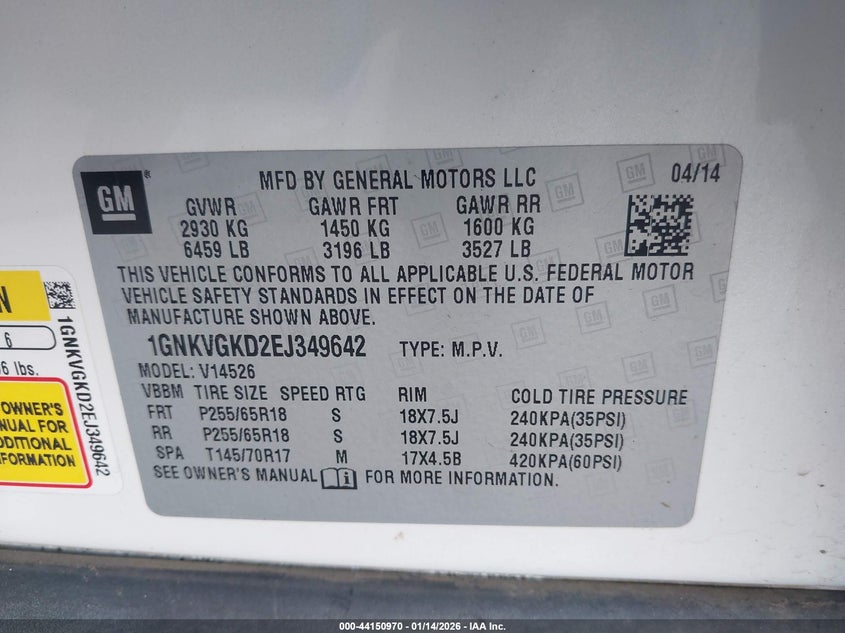 GM
®
MFD BY GENERAL MOTORS LLC
04/14
GVWR GAWR FRT GAWR RR
2930 KG 1450 KG 1600 KG
6459 LB 3196 LB 3527 LB
THIS VEHICLE CONFORMS TO ALL APPLICABLE U.S. FEDERAL MOTOR
VEHICLE SAFETY STANDARDS IN EFFECT ON THE DATE OF
MANUFACTURE SHOWN ABOVE.
1GNKVGKD2EJ349642 TYPE: M.P.V.
MODEL: V14526
VBBM TIRE SIZE SPEED RTG RIM COLD TIRE PRESSURE
FRT P255/65R18 S 18X7.5J 240KPA(35PSI)
RR P255/65R18 S 18X7.5J 240KPA(35PSI)
SPA T145/70R17 M 17X4.5B 420KPA(60PSI)
SEE OWNER'S MANUAL i FOR MORE INFORMATION.
N
6
6 lbs.
OWNER'S
UAL FOR
DDITIONAL
FORMATION
1GNKVGKD2EJ349642
000-44150970 - 01/14/2026 - IAA Inc.